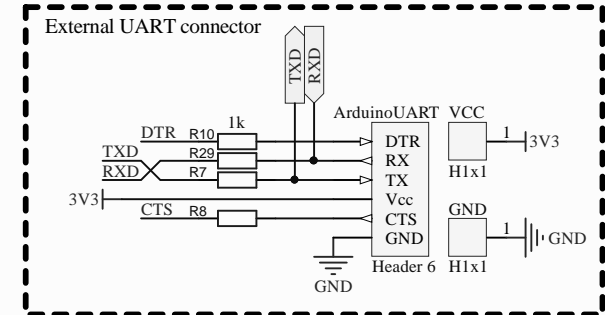 External UART connector
TXD
RXD
1k
ArduinoUART
VCC
DTR
R10
DTR
1
3V3
TXD
R29
RX
RXD
R7
TX
H1x1
3V3
Vcc
CTS
R8
CTS
GND
GND
1
GND
Header 6
H1x1
GND